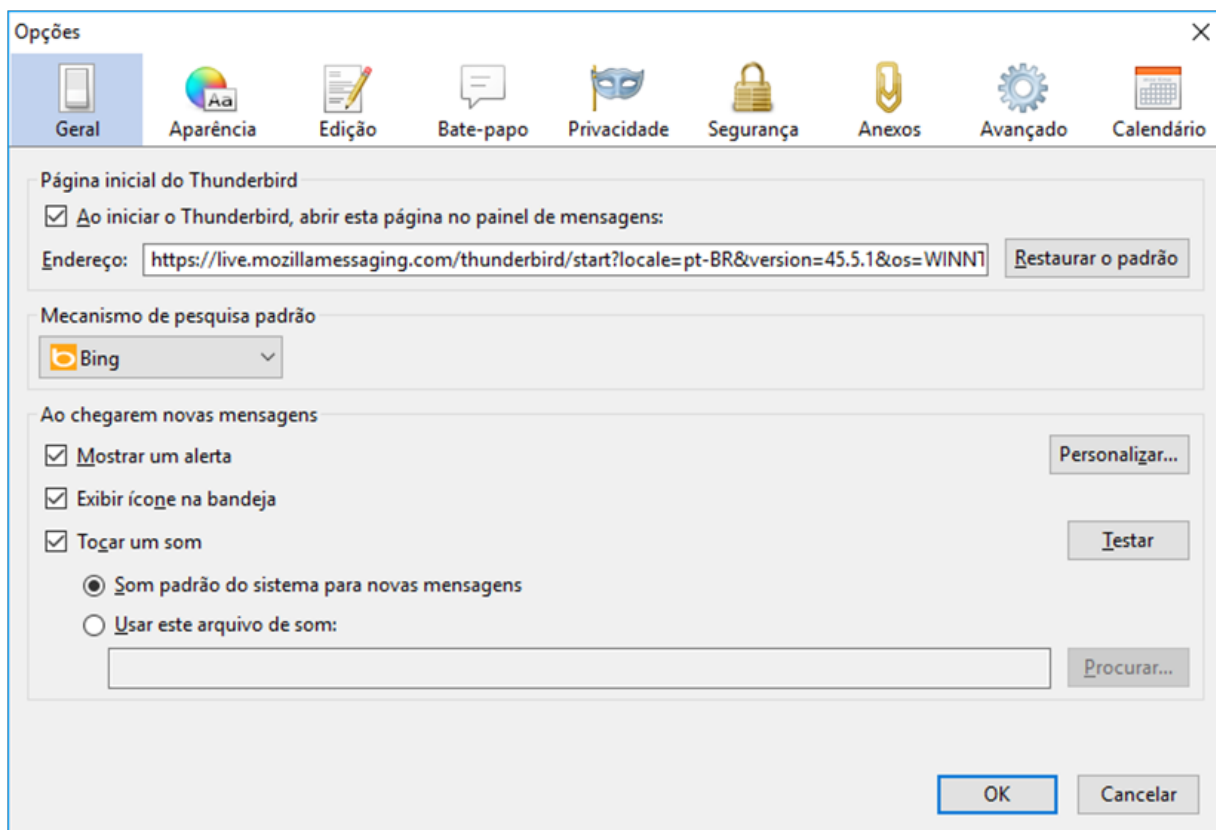 Opções
Aa
Geral Aparência Edição Bate-papo Privacidade Segurança Anexos Avançado Calendário
Página inicial do Thunderbird
Ao iniciar o Thunderbird, abrir esta página no painel de mensagens:
Endereço: https://live.mozillamessaging.com/thunderbird/start?locale=pt-BR&version=45.5.1&os=WINNT Restaurar o padrão
Mecanismo de pesquisa padrão
Bing
Ao chegarem novas mensagens
Mostrar um alerta Personalizar...
Exibir ícone na bandeja
Tocar um som Testar
Som padrão do sistema para novas mensagens
Usar este arquivo de som:
Procurar...
OK Cancelar